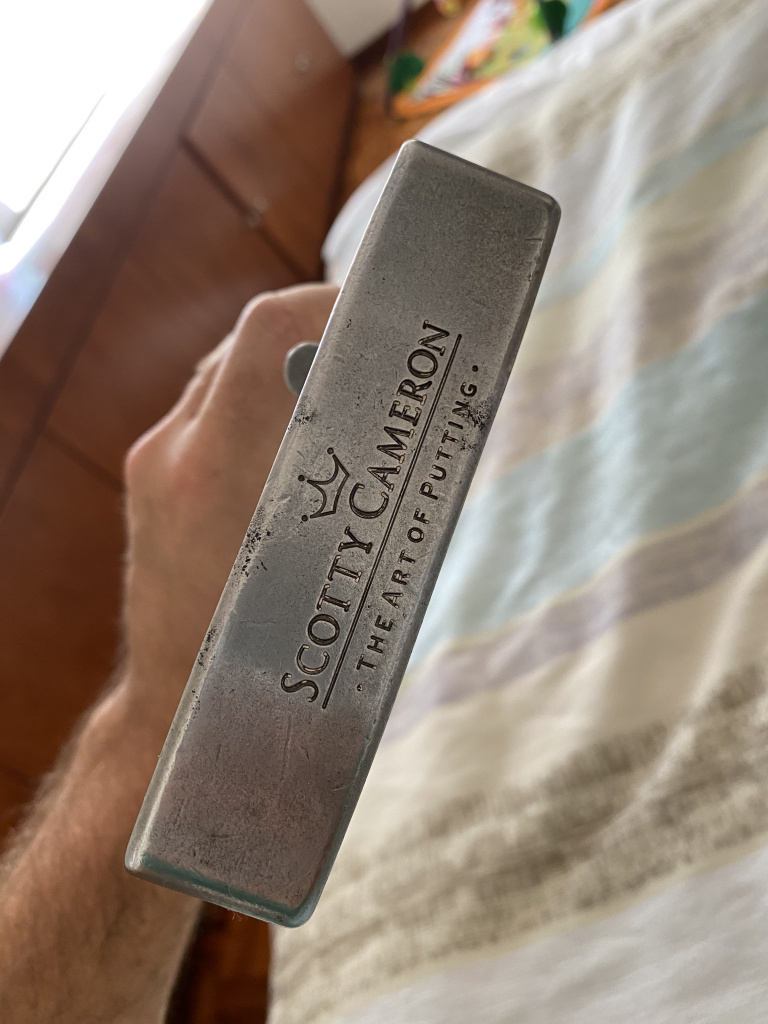 SCOTTY CAMERON
· THE ART OF PUTTING ·